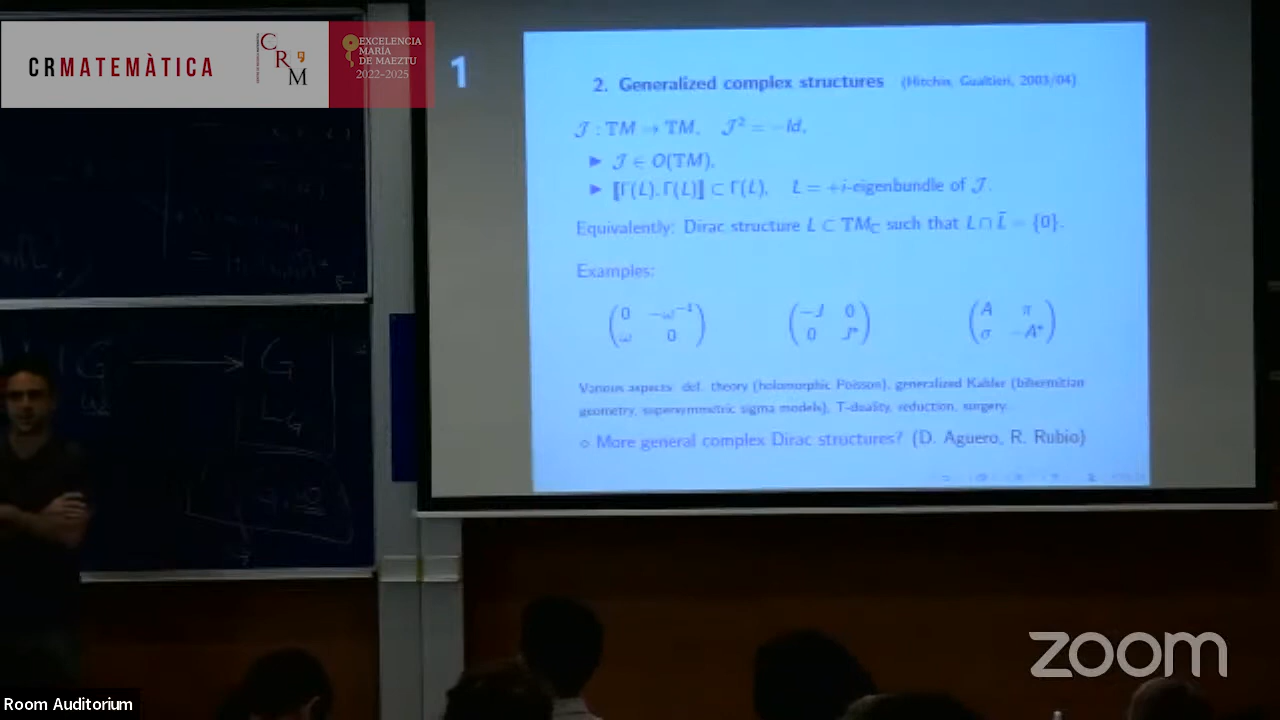 CRMATEMÀTICA
CRM
EXCELENCIA
MARÍA
DE MAEZTU
2022-2025
1
2. Generalized complex structures (Hitchin, Gualtieri, 2003/04)
𝒥 : 𝕋M → 𝕋M, 𝒥² = −Id,
▶ 𝒥 ∈ O(𝕋M),
▶ ⟦Γ(L), Γ(L)⟧ ⊂ Γ(L), L = +i-eigenbundle of 𝒥.
Equivalently: Dirac structure L ⊂ 𝕋M_ℂ such that L ∩ L̄ = {0}.
Examples:
(0 −ω⁻¹ (−J 0 (A π
ω 0) 0 J*) σ −A*)
Various aspects: def. theory (holomorphic Poisson), generalized Kahler (bihermitian
geometry, supersymmetric sigma models), T-duality, reduction, surgery.
○ More general complex Dirac structures? (D. Aguero, R. Rubio)
G → G
ω L_G
zoom
Room Auditorium